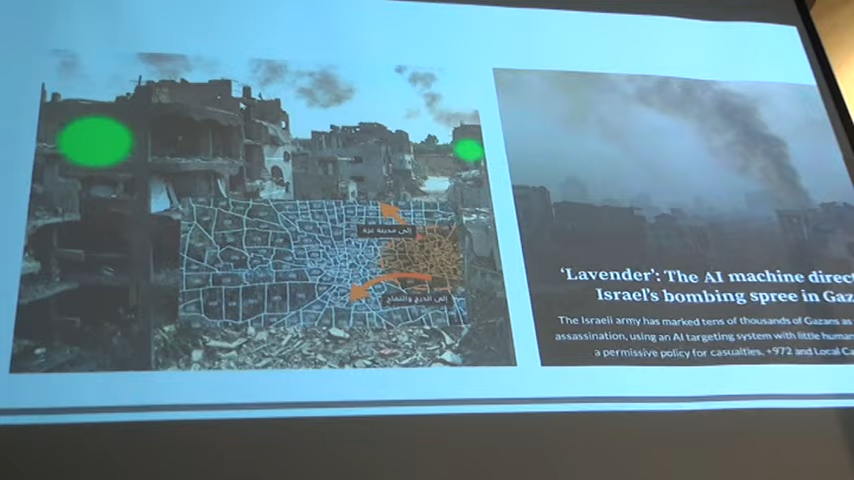 إلى مدينة غزة
إلى الدرج والتفاح
‘Lavender’: The AI machine direc
Israel's bombing spree in Gaz
The Israeli army has marked tens of thousands of Gazans as
assassination, using an AI targeting system with little human
a permissive policy for casualties, +972 and Local Ca